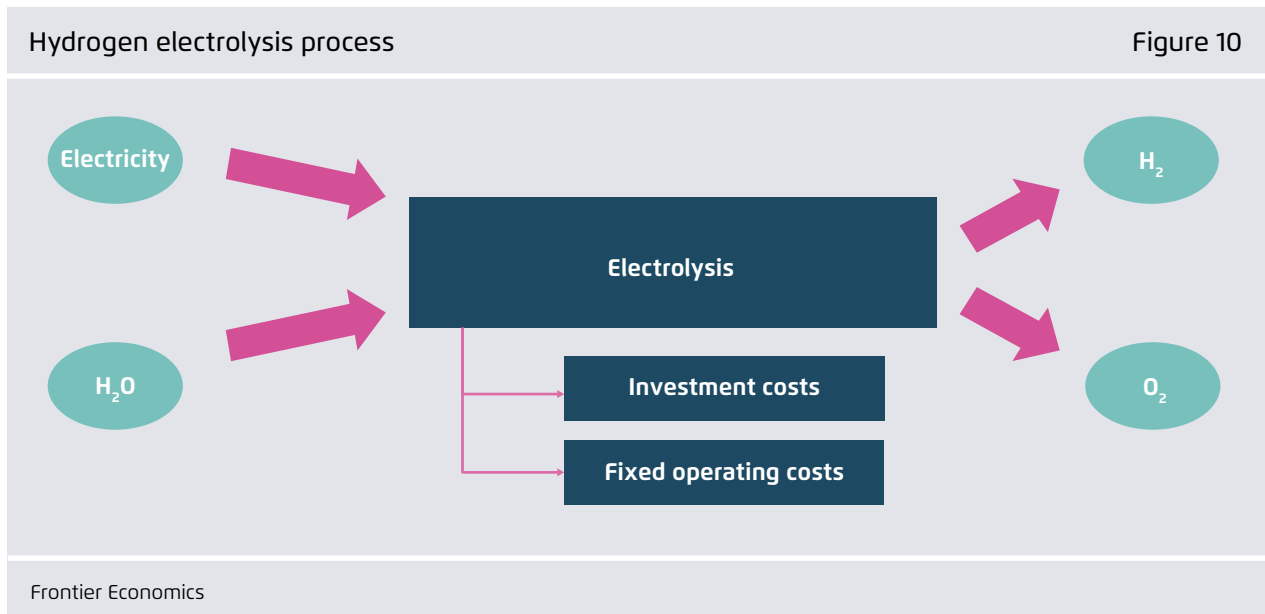 Hydrogen electrolysis process
Figure 10
Electricity
H₂
Electrolysis
H₂O
O₂
Investment costs
Fixed operating costs
Frontier Economics